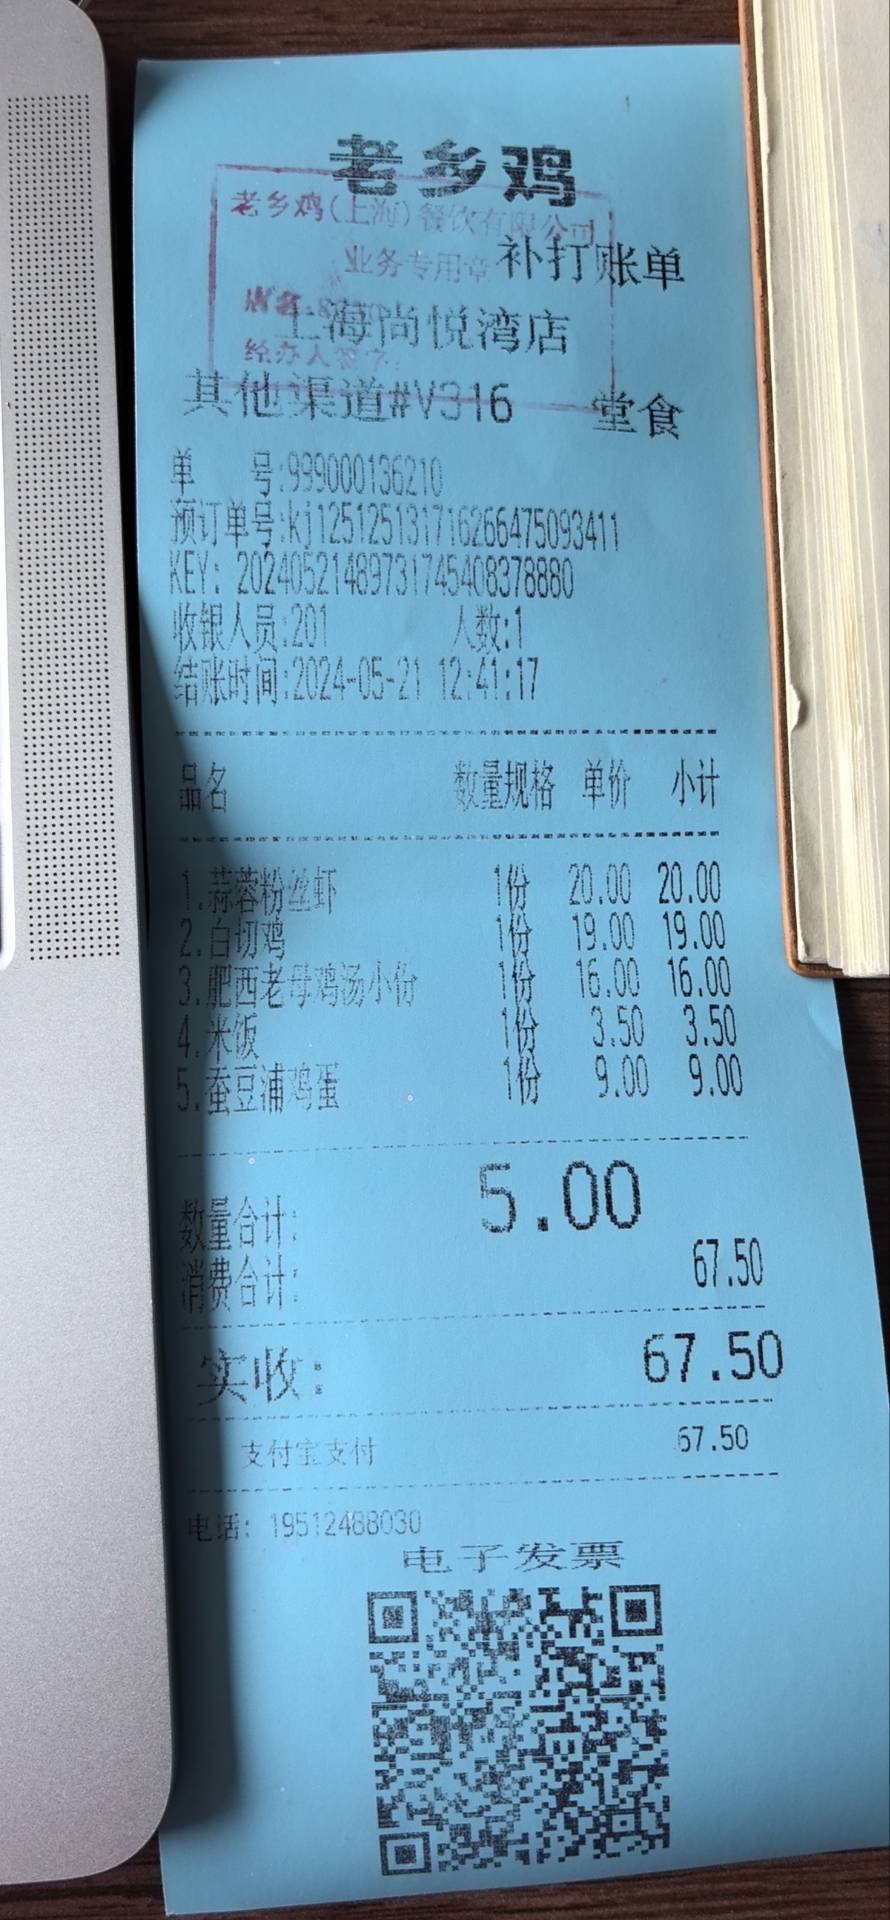 老乡鸡
老乡鸡(上海)餐饮有限公司
业务专用章
补打账单
上海尚悦湾店
经办人签字:
其他渠道#V316 堂食
单 号:999000136210
预订单号:kj1251251317162664750​93411
KEY: 20240521489731745408378880
收银人员:201 人数:1
结账时间:2024-05-21 12:41:17
品名 数量规格 单价 小计
1.蒜蓉粉丝虾 1份 20.00 20.00
2.白切鸡 1份 19.00 19.00
3.肥西老母鸡汤小份 1份 16.00 16.00
4.米饭 1份 3.50 3.50
5.蚕豆浦鸡蛋 1份 9.00 9.00
数量合计: 5.00
消费合计: 67.50
实收: 67.50
支付宝支付 67.50
电话: 19512488030
电子发票